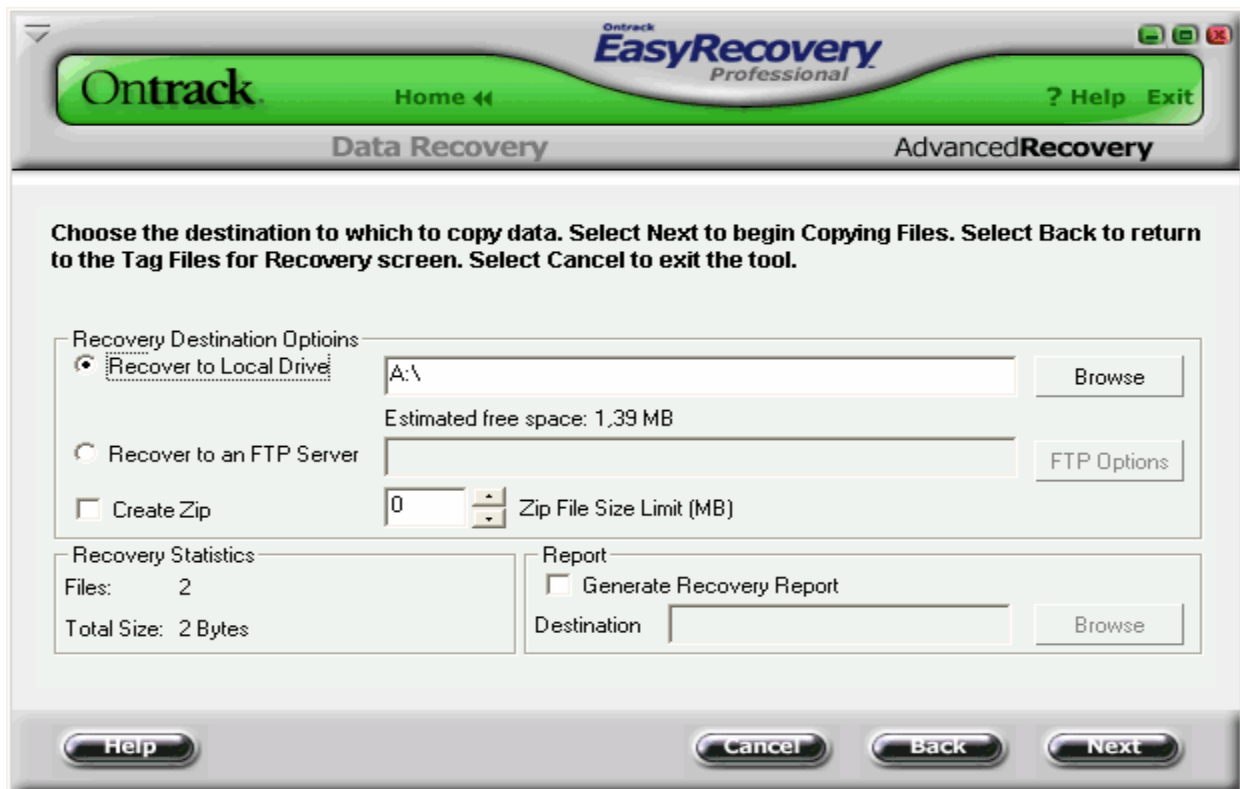 Ontrack
EasyRecovery
Professional
Ontrack. Home ? Help Exit
Data Recovery AdvancedRecovery
Choose the destination to which to copy data. Select Next to begin Copying Files. Select Back to return
to the Tag Files for Recovery screen. Select Cancel to exit the tool.
Recovery Destination Optioins
Recover to Local Drive A:\ Browse
Estimated free space: 1,39 MB
Recover to an FTP Server FTP Options
Create Zip 0 Zip File Size Limit (MB)
Recovery Statistics
Files: 2
Total Size: 2 Bytes
Report
Generate Recovery Report
Destination Browse
Help Cancel Back Next